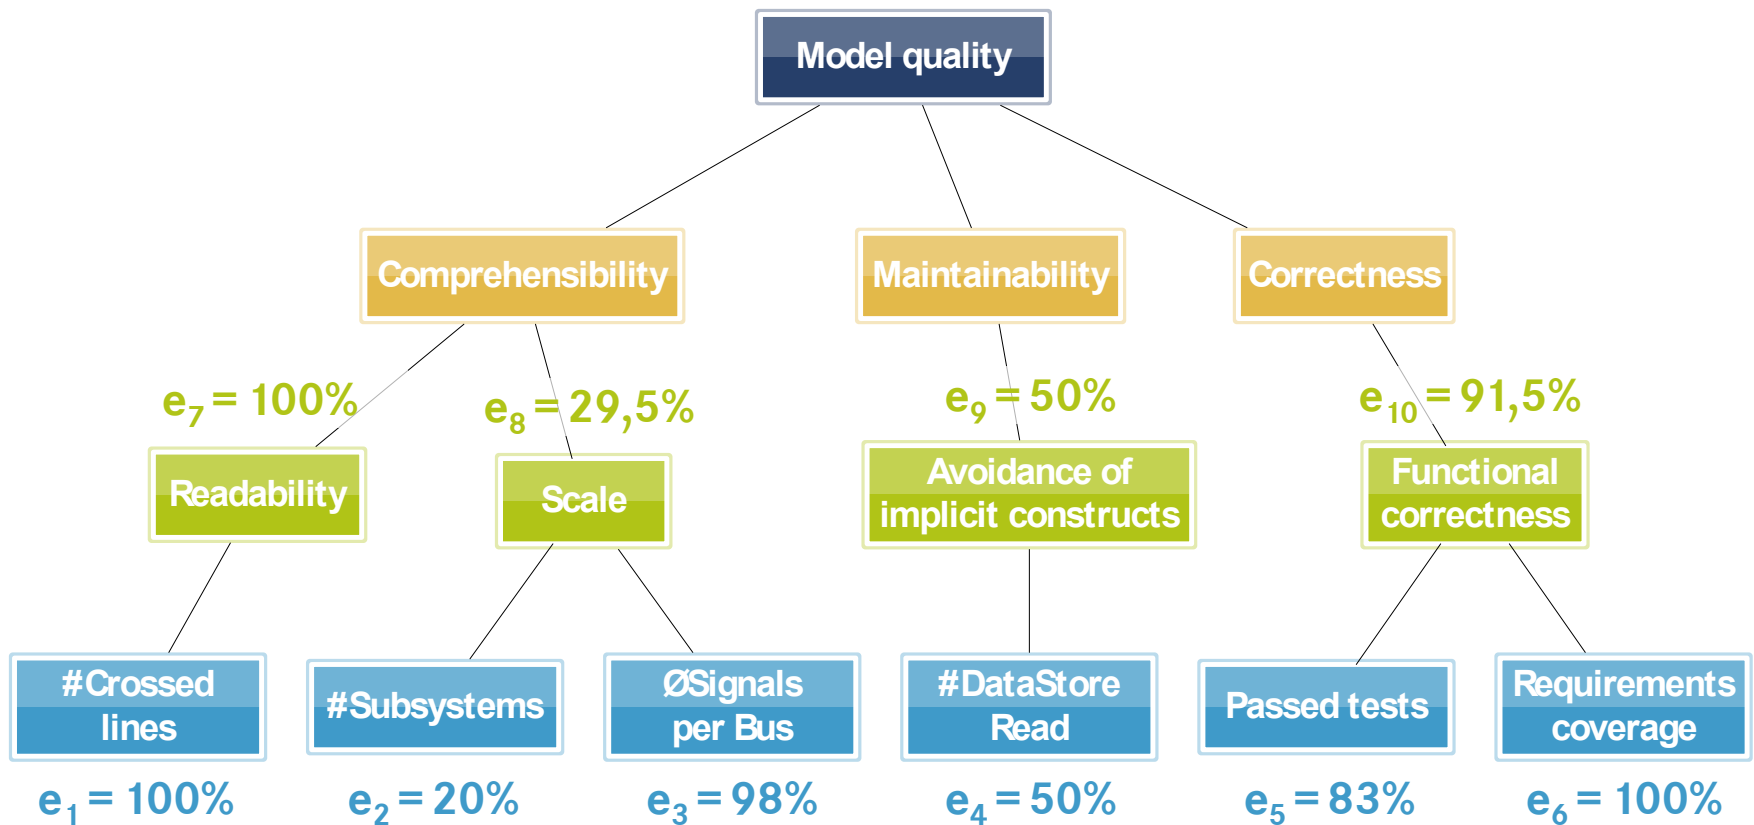 Model quality
Comprehensibility
Maintainability
Correctness
e7 = 100%
e8 = 29,5%
e9 = 50%
e10 = 91,5%
Readability
Scale
Avoidance of
implicit constructs
Functional
correctness
#Crossed
lines
#Subsystems
ØSignals
per Bus
#DataStore
Read
Passed tests
Requirements
coverage
e1 = 100%
e2 = 20%
e3 = 98%
e4 = 50%
e5 = 83%
e6 = 100%